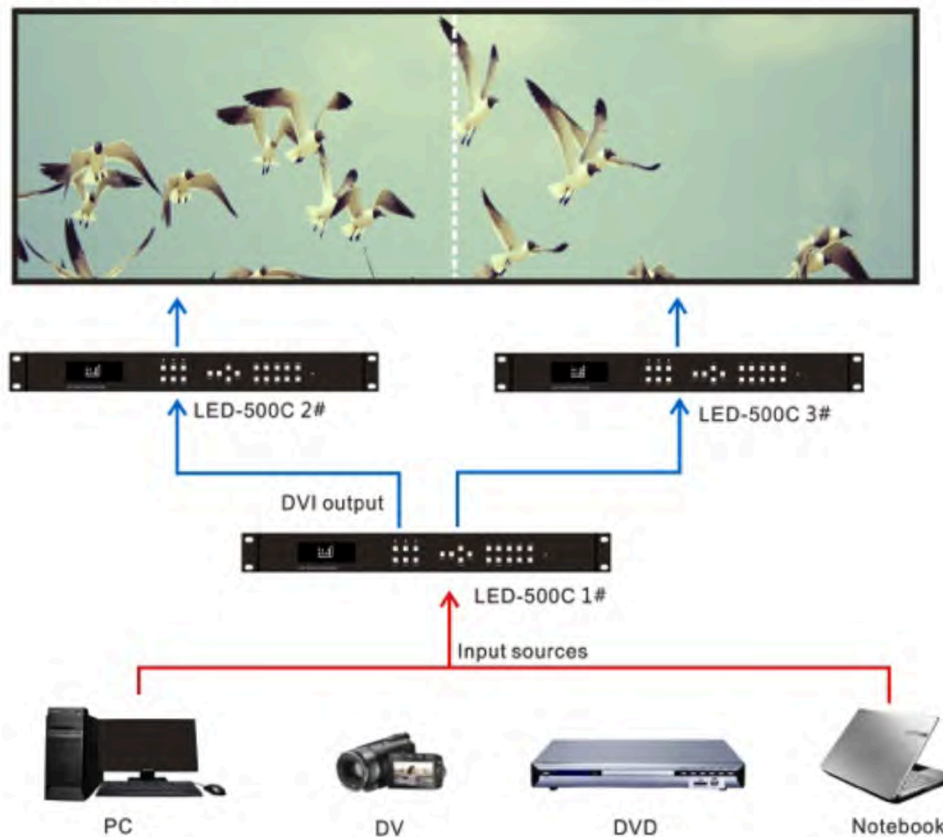 LED-500C 2#
LED-500C 3#
DVI output
LED-500C 1#
Input sources
PC
DV
DVD
Notebook